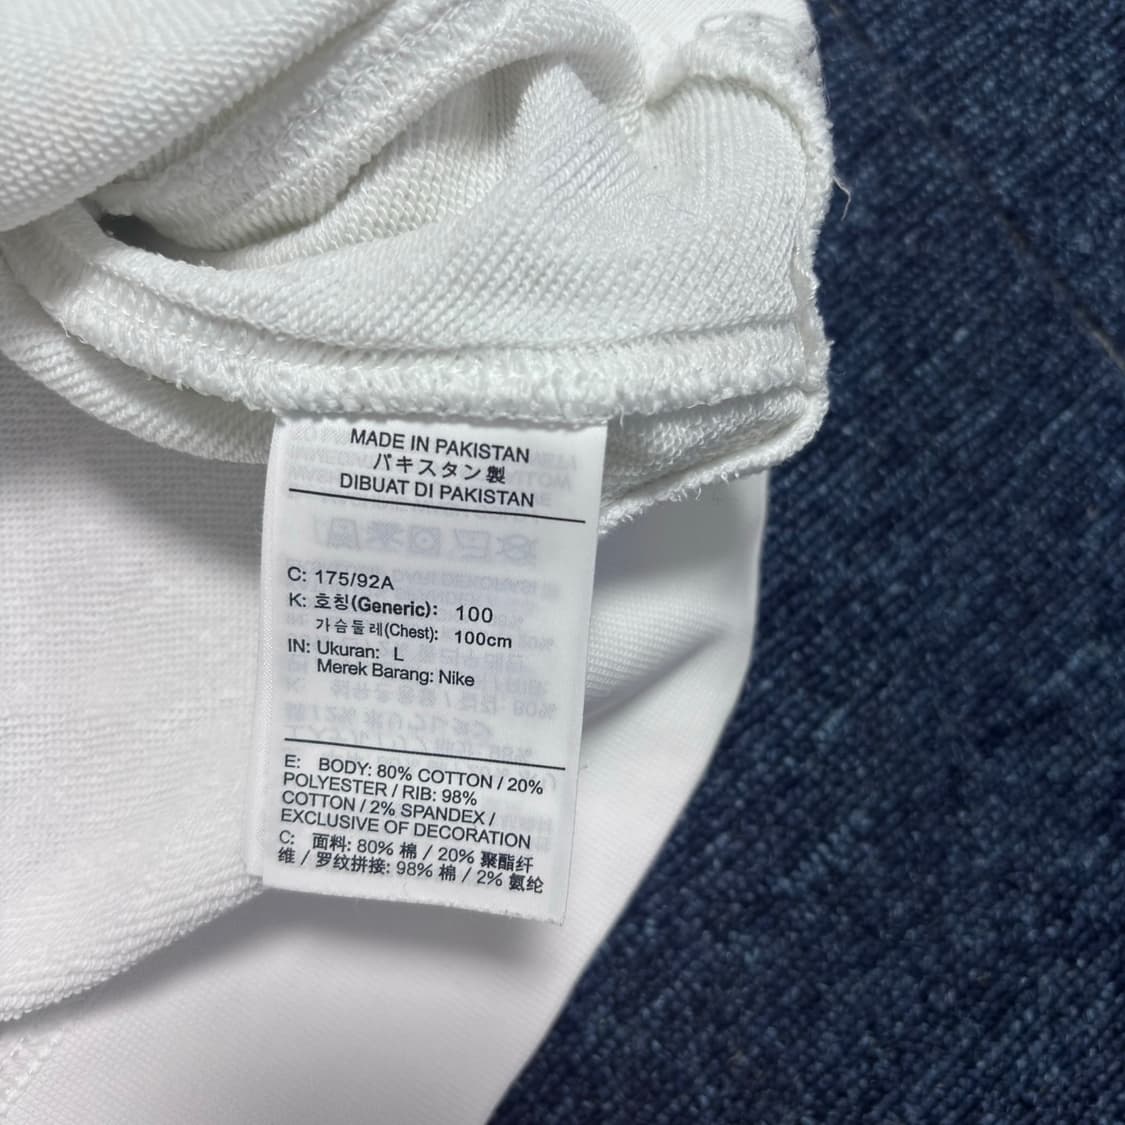 MADE IN PAKISTAN
パキスタン製
DIBUAT DI PAKISTAN
C: 175/92A
K: 호칭(Generic): 100
가슴둘레(Chest): 100cm
IN: Ukuran: L
Merek Barang: Nike
E: BODY: 80% COTTON / 20%
POLYESTER / RIB: 98%
COTTON / 2% SPANDEX /
EXCLUSIVE OF DECORATION
C: 面料: 80% 棉 / 20% 聚酯纤
维 / 罗纹拼接: 98% 棉 / 2% 氨纶